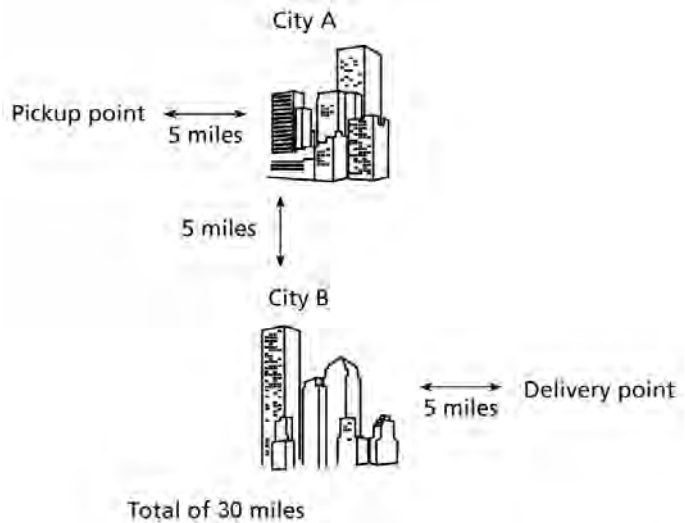 City A
Pickup point
5 miles
5 miles
City B
5 miles
Delivery point
Total of 30 miles